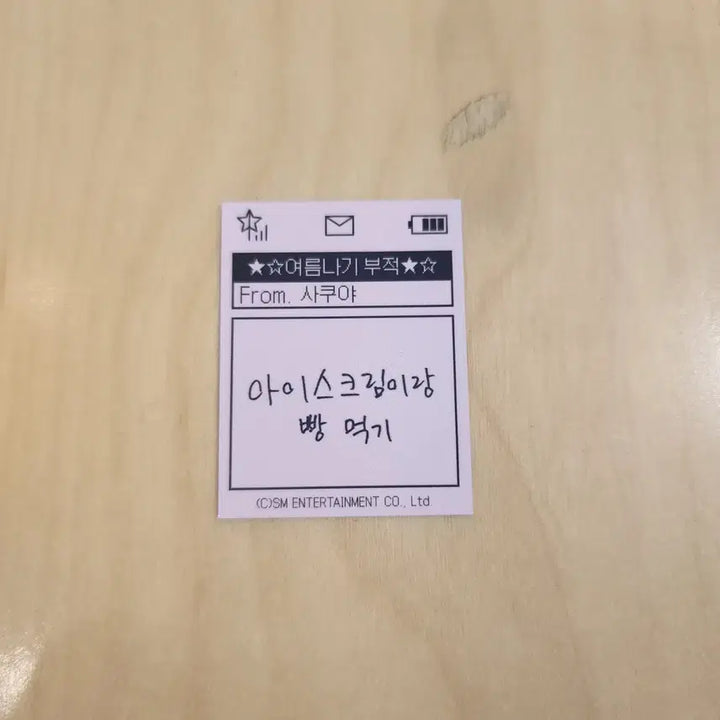 ★☆여름나기 부적★☆
From. 사쿠야
아이스크림이랑
빵 먹기
(C)SM ENTERTAINMENT CO., Ltd